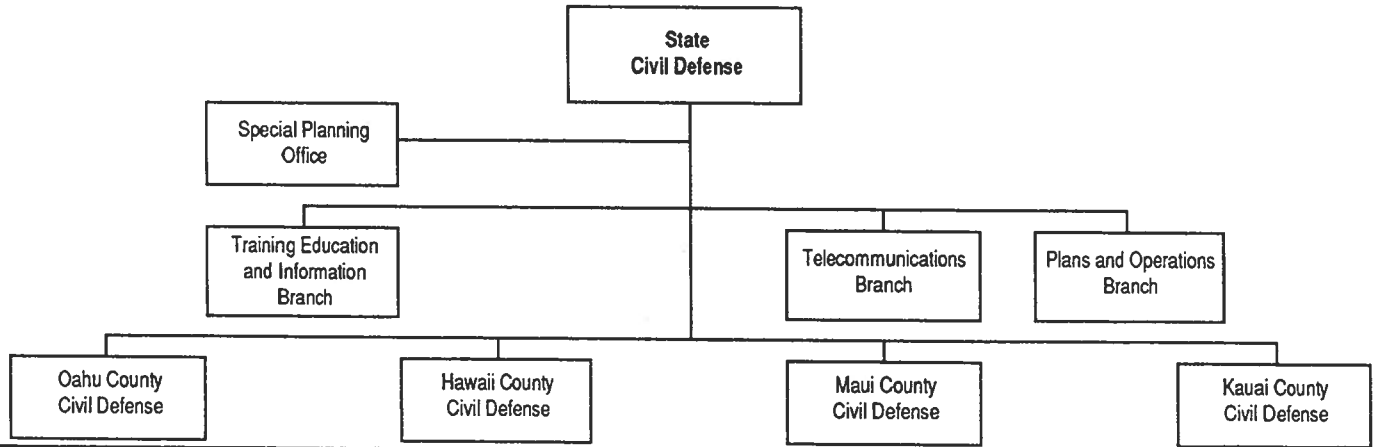 State
Civil Defense
Special Planning
Office
Training Education
and Information
Branch
Telecommunications
Branch
Plans and Operations
Branch
Oahu County
Civil Defense
Hawaii County
Civil Defense
Maui County
Civil Defense
Kauai County
Civil Defense